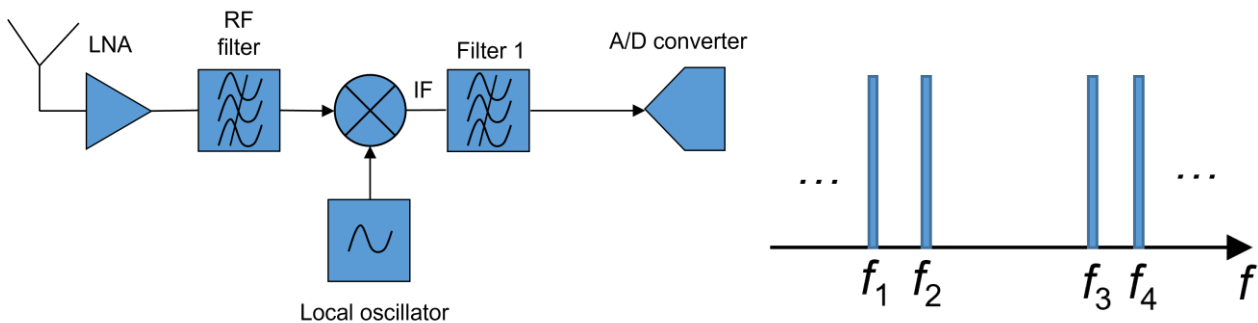 LNA
RF
filter
IF
Filter 1
A/D converter
Local oscillator
...
...
f1
f2
f3
f4
f